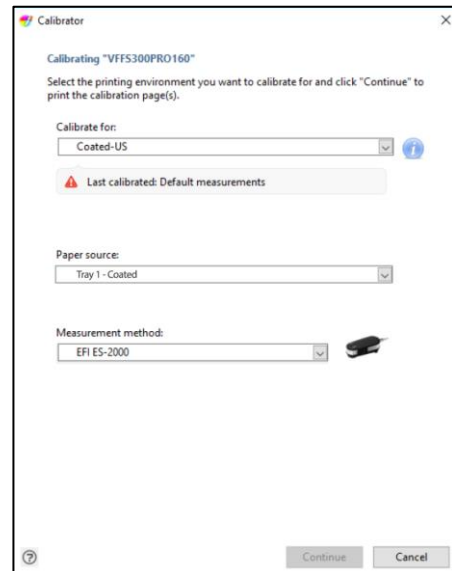 Calibrator
Calibrating "VFFS300PRO160"
Select the printing environment you want to calibrate for and click "Continue" to
print the calibration page(s).
Calibrate for:
Coated-US
Last calibrated: Default measurements
Paper source:
Tray 1 - Coated
Measurement method:
EFI ES-2000
Continue
Cancel